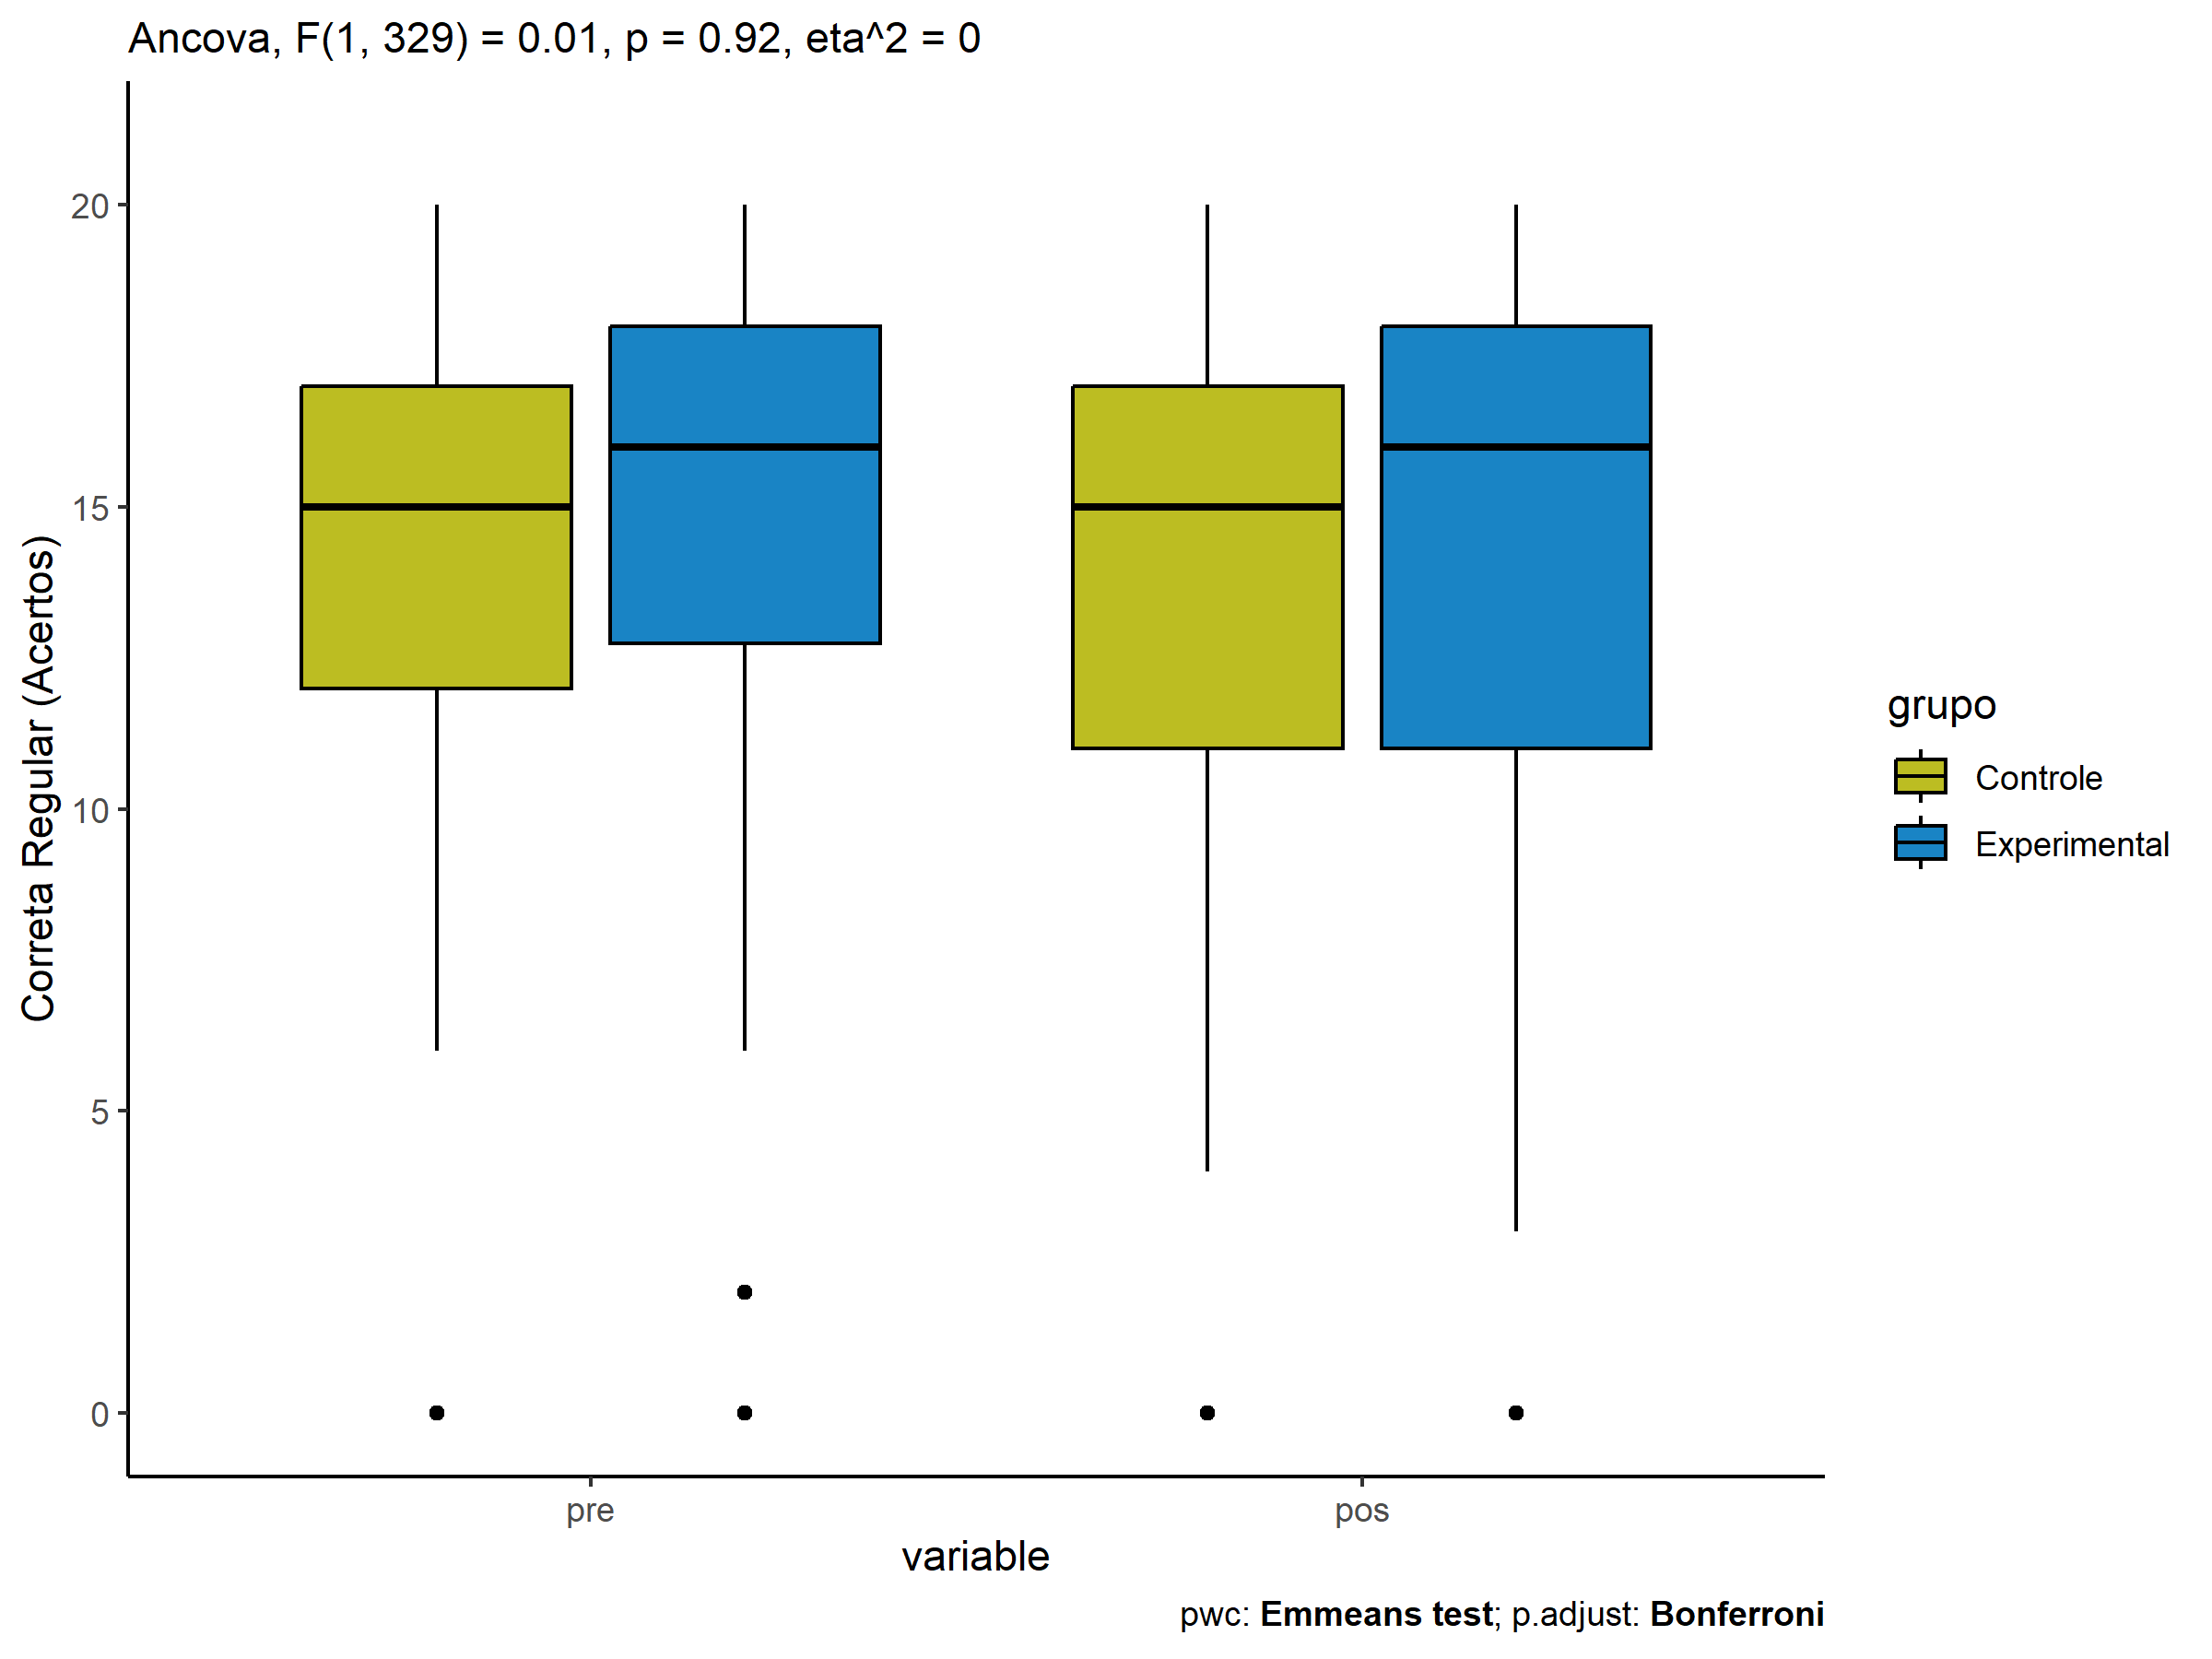 Ancova, F(1, 329) = 0.01, p = 0.92, eta^2 = 0
Correta Regular (Acertos)
20
15
10
5
0
pre
pos
variable
grupo
Controle
Experimental
pwc: Emmeans test; p.adjust: Bonferroni